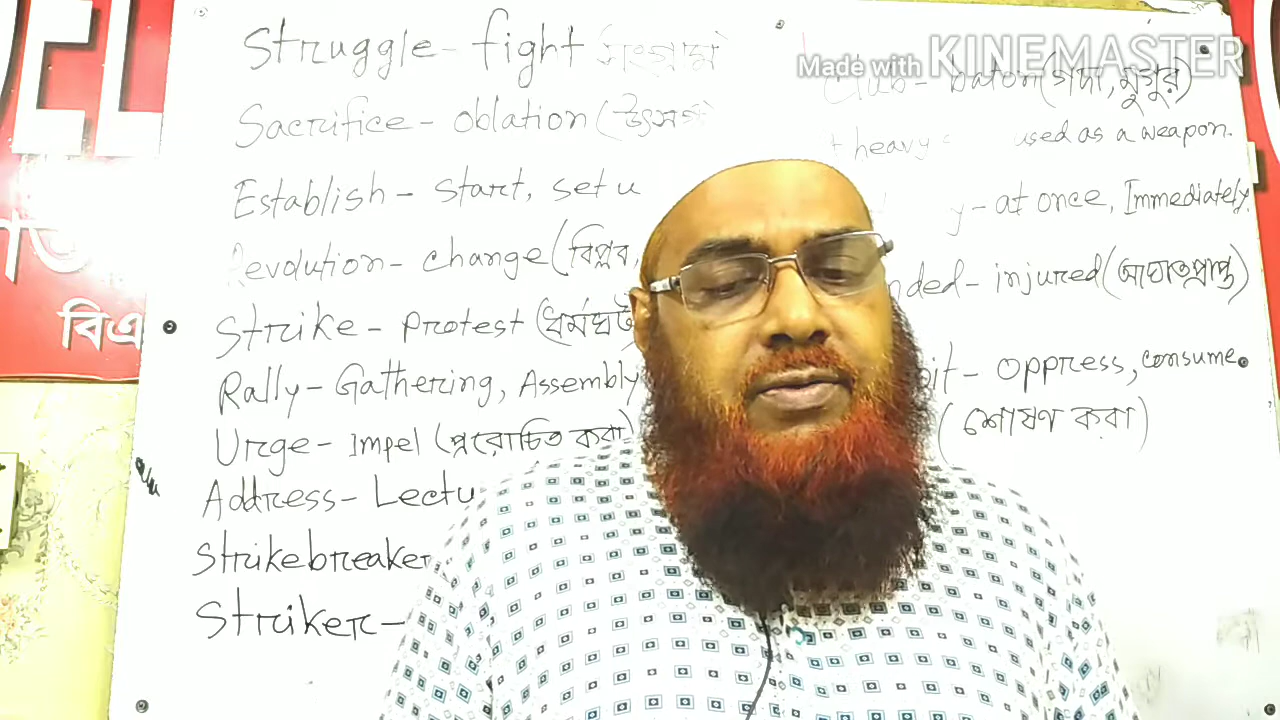 Struggle - fight সংগ্রাম
Sacrifice - oblation (উৎসর্গ
Establish - start, set u
Revolution - change (বিপ্লব,
Strike - protest (ধর্মঘট
Rally - Gathering, Assembly
Urge - Impel (প্ররোচিত করা)
Address - Lectu
Strikebreaker
Striker -
Made with KINEMASTER
Club - baton (গদা, মুগুর)
heavy used as a weapon.
y - at once, Immediately.
nded - injured (আঘাতপ্রাপ্ত)
oit - oppress, consume
(শোষণ করা)
EL
বিএ